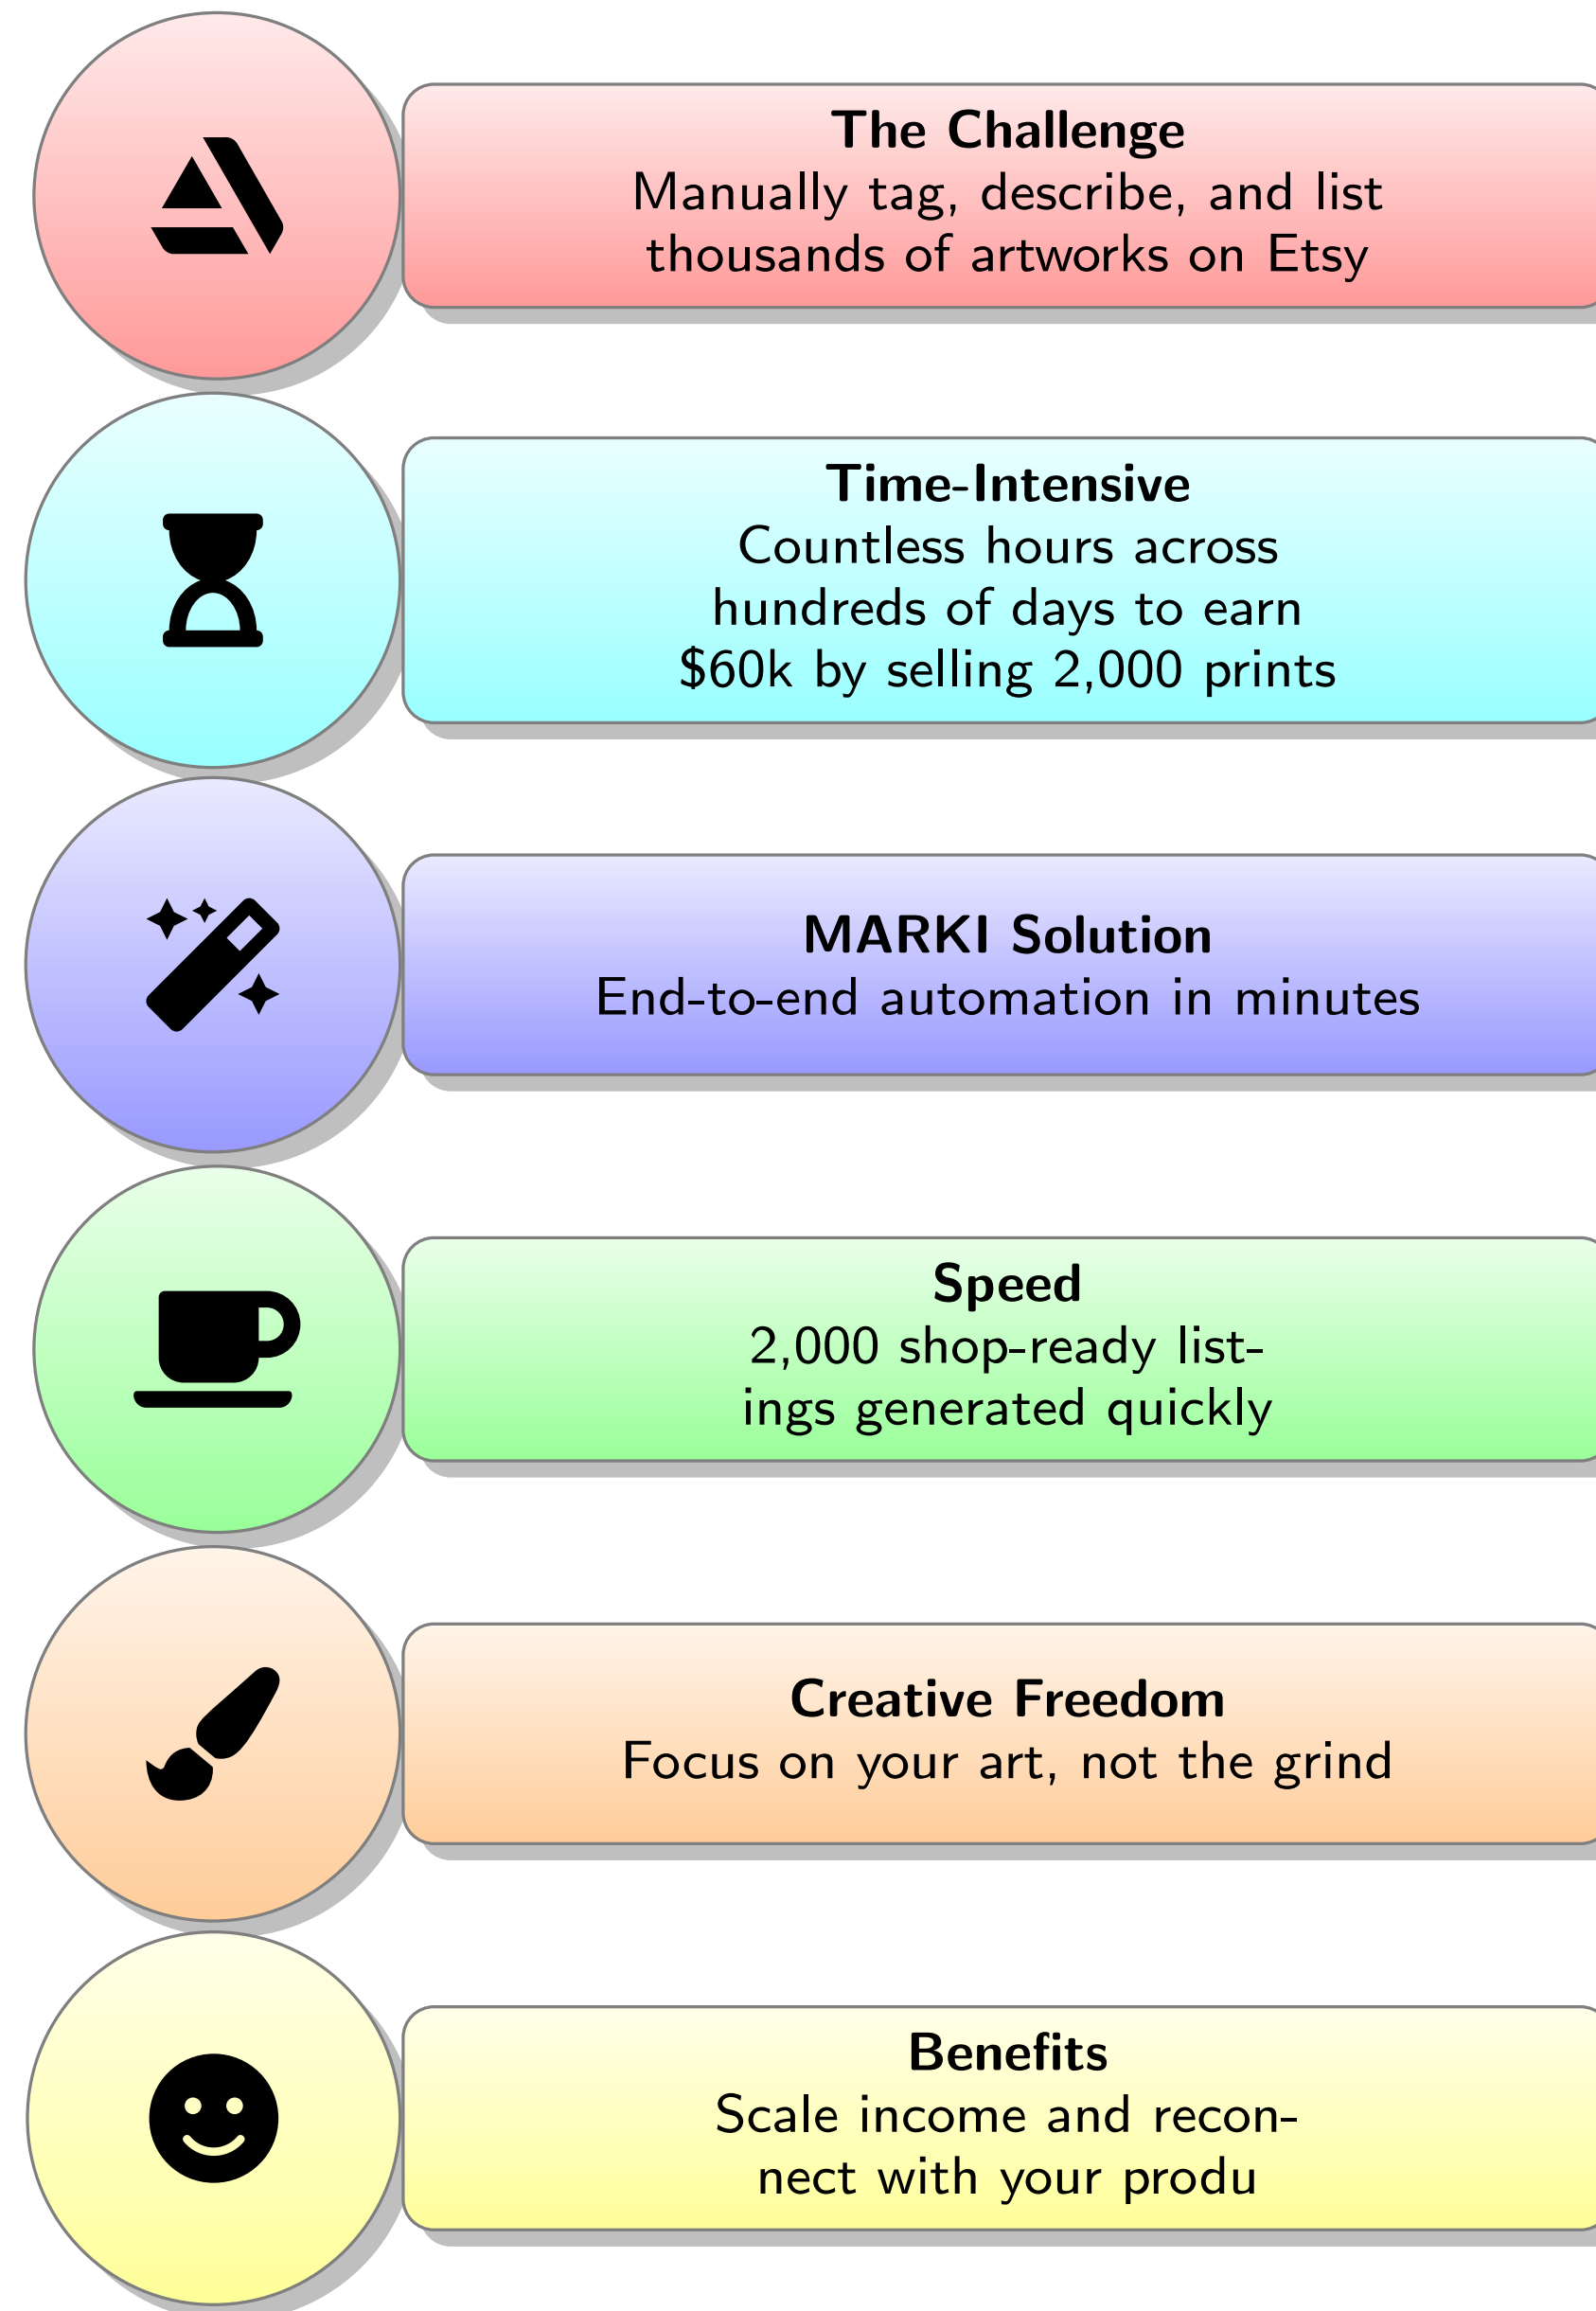 The Challenge
Manually tag, describe, and list
thousands of artworks on Etsy
Time-Intensive
Countless hours across
hundreds of days to earn
$60k by selling 2,000 prints
MARKI Solution
End-to-end automation in minutes
Speed
2,000 shop-ready list-
ings generated quickly
Creative Freedom
Focus on your art, not the grind
Benefits
Scale income and recon-
nect with your produ